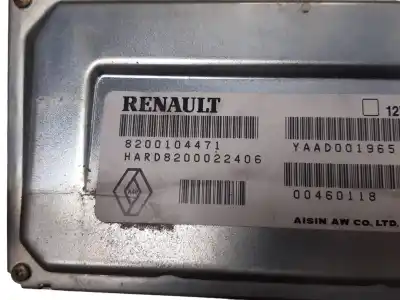 RENAULT
8200104471
HARD8200022406
YAAD001965
00460118
AISIN AW CO., LTD.